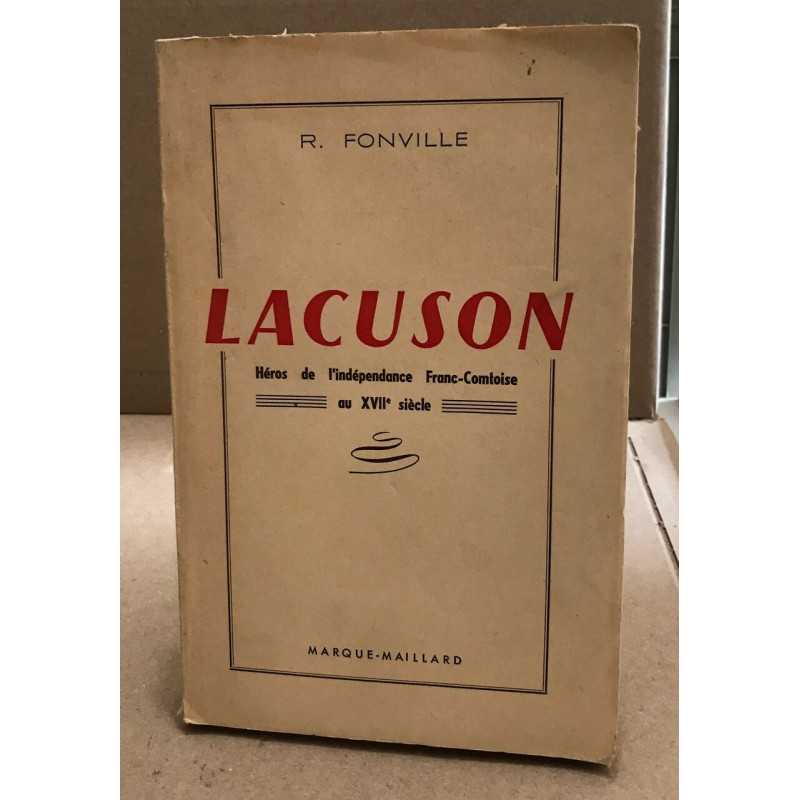 R. FONVILLE
LACUSON
Héros de l'indépendance Franc-Comtoise
au XVIIe siècle
MARQUE-MAILLARD